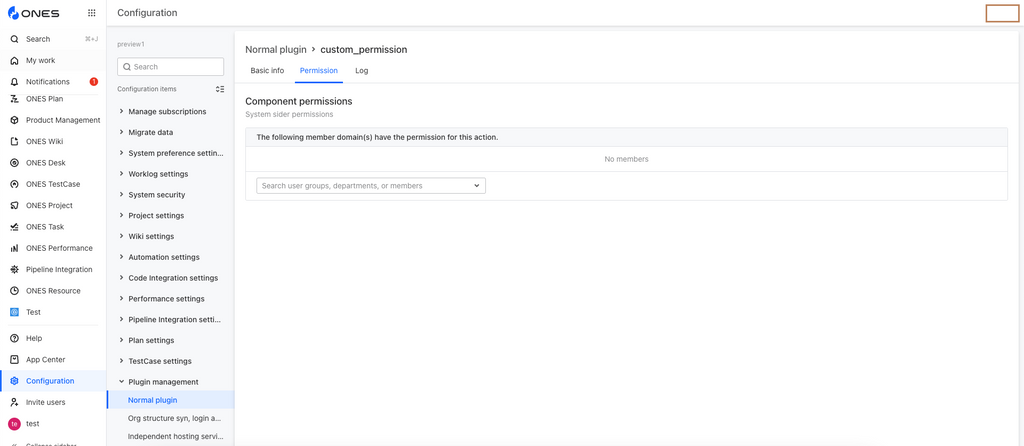 ONES
Search
⌘+J
My work
Notifications
1
ONES Plan
Product Management
ONES Wiki
ONES Desk
ONES TestCase
ONES Project
ONES Task
ONES Performance
Pipeline Integration
ONES Resource
Test
Help
App Center
Configuration
Invite users
te
test
Collapse sidebar
Configuration
preview1
Search
Configuration items
Manage subscriptions
Migrate data
System preference settin...
Worklog settings
System security
Project settings
Wiki settings
Automation settings
Code Integration settings
Performance settings
Pipeline Integration setti...
Plan settings
TestCase settings
Plugin management
Normal plugin
Org structure syn, login a...
Independent hosting servi...
Normal plugin > custom_permission
Basic info
Permission
Log
Component permissions
System sider permissions
The following member domain(s) have the permission for this action.
No members
Search user groups, departments, or members